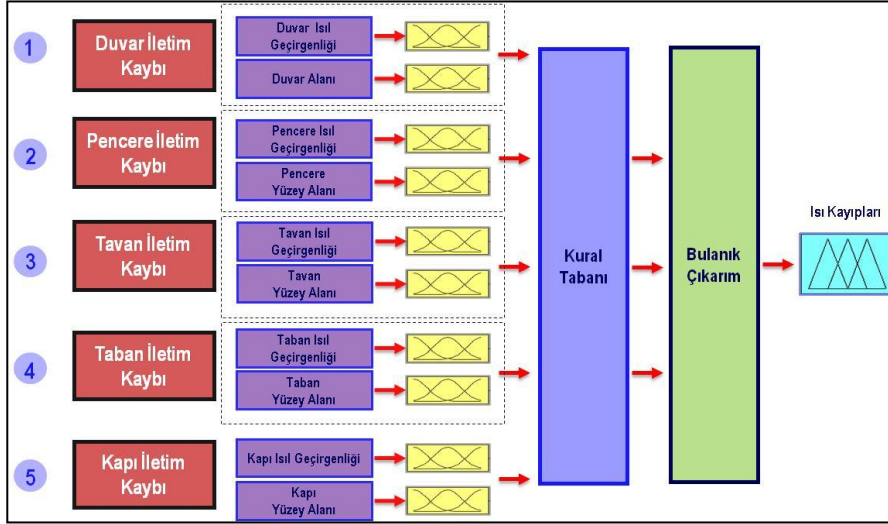 1
Duvar İletim
Kaybı
Duvar Isıl
Geçirgenliği
Duvar Alanı
2
Pencere İletim
Kaybı
Pencere Isıl
Geçirgenliği
Pencere
Yüzey Alanı
3
Tavan İletim
Kaybı
Tavan Isıl
Geçirgenliği
Tavan
Yüzey Alanı
4
Taban İletim
Kaybı
Taban Isıl
Geçirgenliği
Taban
Yüzey Alanı
5
Kapı İletim
Kaybı
Kapı Isıl Geçirgenliği
Kapı
Yüzey Alanı
Kural
Tabanı
Bulanık
Çıkarım
Isı Kayıpları